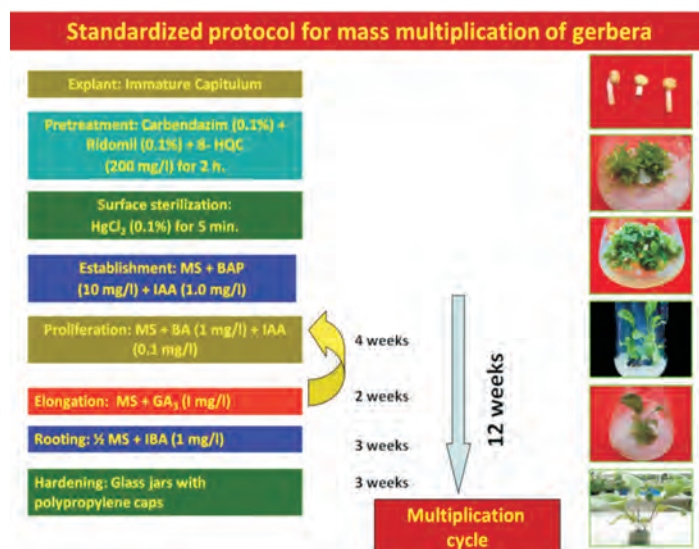 Standardized protocol for mass multiplication of gerbera
Explant: Immature Capitulum
Pretreatment: Carbendazim (0.1%) +
Ridomil (0.1%) + 8- HQC
(200 mg/l) for 2 h.
Surface sterilization:
HgCl₂ (0.1%) for 5 min.
Establishment: MS + BAP
(10 mg/l) + IAA (1.0 mg/l)
Proliferation: MS + BA (1 mg/l) + IAA
(0.1 mg/l)
4 weeks
Elongation: MS + GA₃ (I mg/l)
2 weeks
Rooting: ½ MS + IBA (1 mg/l)
3 weeks
Hardening: Glass jars with
polypropylene caps
3 weeks
12 weeks
Multiplication
cycle